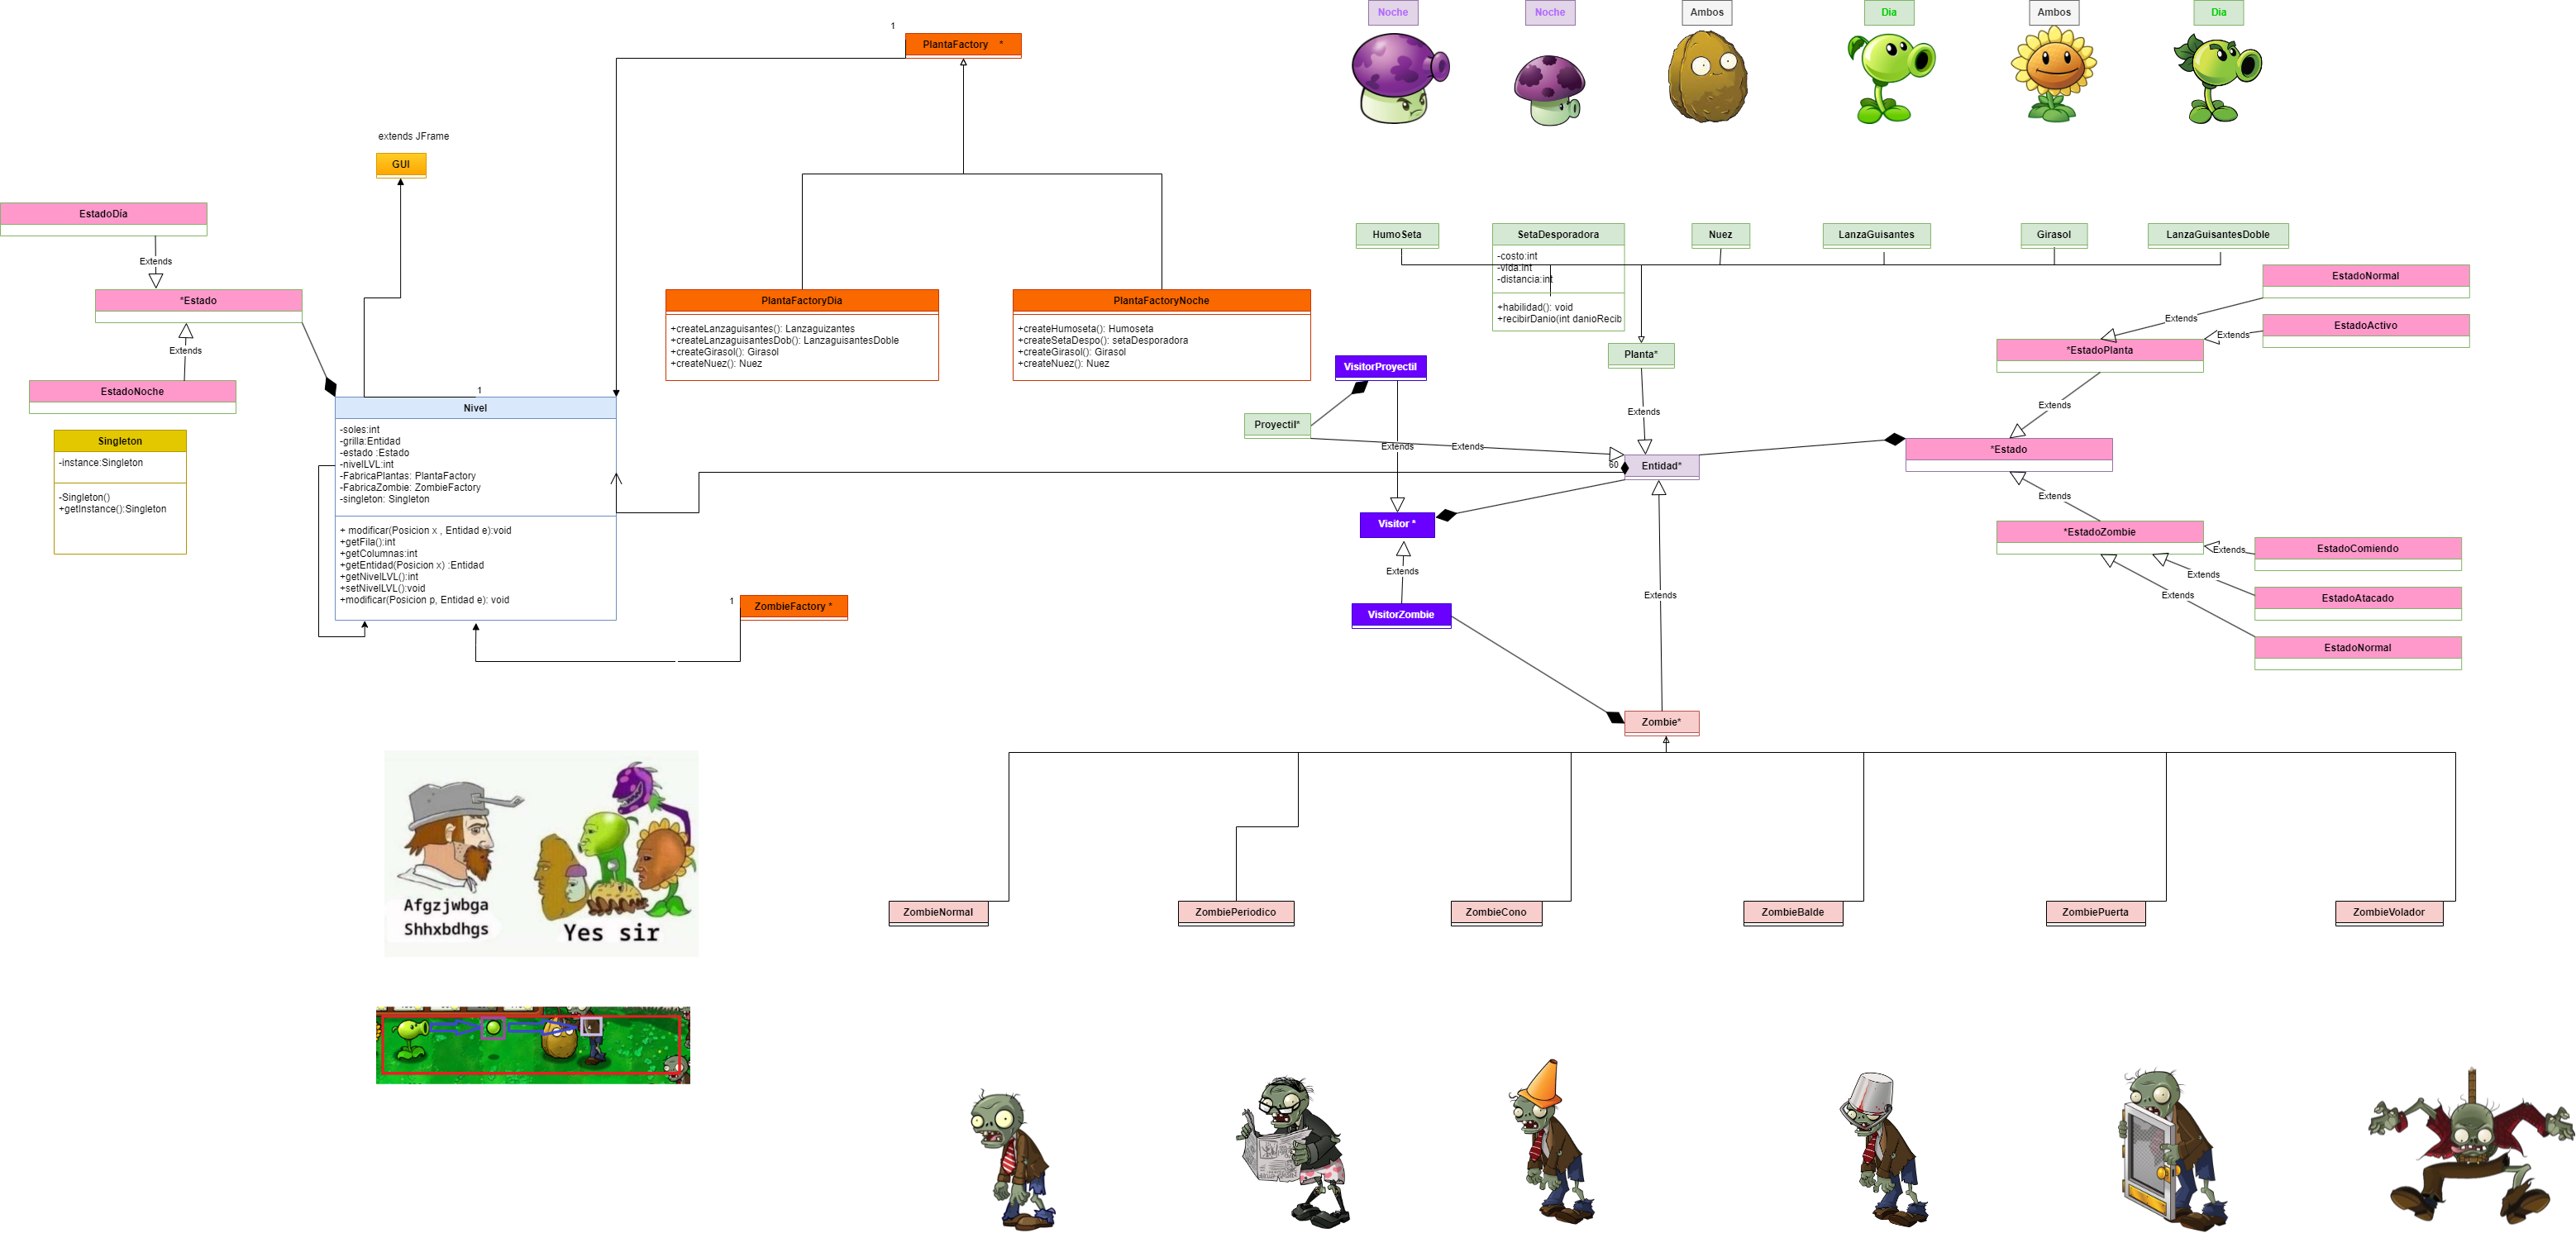 Noche
Noche
Ambos
Dia
Ambos
Dia
1
PlantaFactory *
extends JFrame
GUI
EstadoDía
Extends
*Estado
Extends
EstadoNoche
Singleton
-instance:Singleton
-Singleton()
+getInstance():Singleton
1
Nivel
-soles:int
-grilla:Entidad
-estado :Estado
-nivelLVL:int
-FabricaPlantas: PlantaFactory
-FabricaZombie: ZombieFactory
-singleton: Singleton
+ modificar(Posicion x , Entidad e):void
+getFila():int
+getColumnas:int
+getEntidad(Posicion x) :Entidad
+getNivelLVL():int
+setNivelLVL():void
+modificar(Posicion p, Entidad e): void
PlantaFactoryDia
+createLanzaguisantes(): Lanzaguizantes
+createLanzaguisantesDob(): LanzaguisantesDoble
+createGirasol(): Girasol
+createNuez(): Nuez
PlantaFactoryNoche
+createHumoseta(): Humoseta
+createSetaDespo(): setaDesporadora
+createGirasol(): Girasol
+createNuez(): Nuez
1
ZombieFactory *
HumoSeta
SetaDesporadora
-costo:int
-vida:int
-distancia:int
+habilidad(): void
+recibirDanio(int danioRecib
Nuez
LanzaGuisantes
Girasol
LanzaGuisantesDoble
Planta*
Extends
VisitorProyectil
Proyectil*
Extends
Extends
60
Entidad*
Visitor *
Extends
VisitorZombie
Extends
Zombie*
EstadoNormal
Extends
EstadoActivo
Extends
*EstadoPlanta
Extends
*Estado
Extends
*EstadoZombie
Extends
EstadoComiendo
Extends
EstadoAtacado
Extends
EstadoNormal
Afgzjwbga
Shhxbdhgs
Yes sir
ZombieNormal
ZombiePeriodico
ZombieCono
ZombieBalde
ZombiePuerta
ZombieVolador